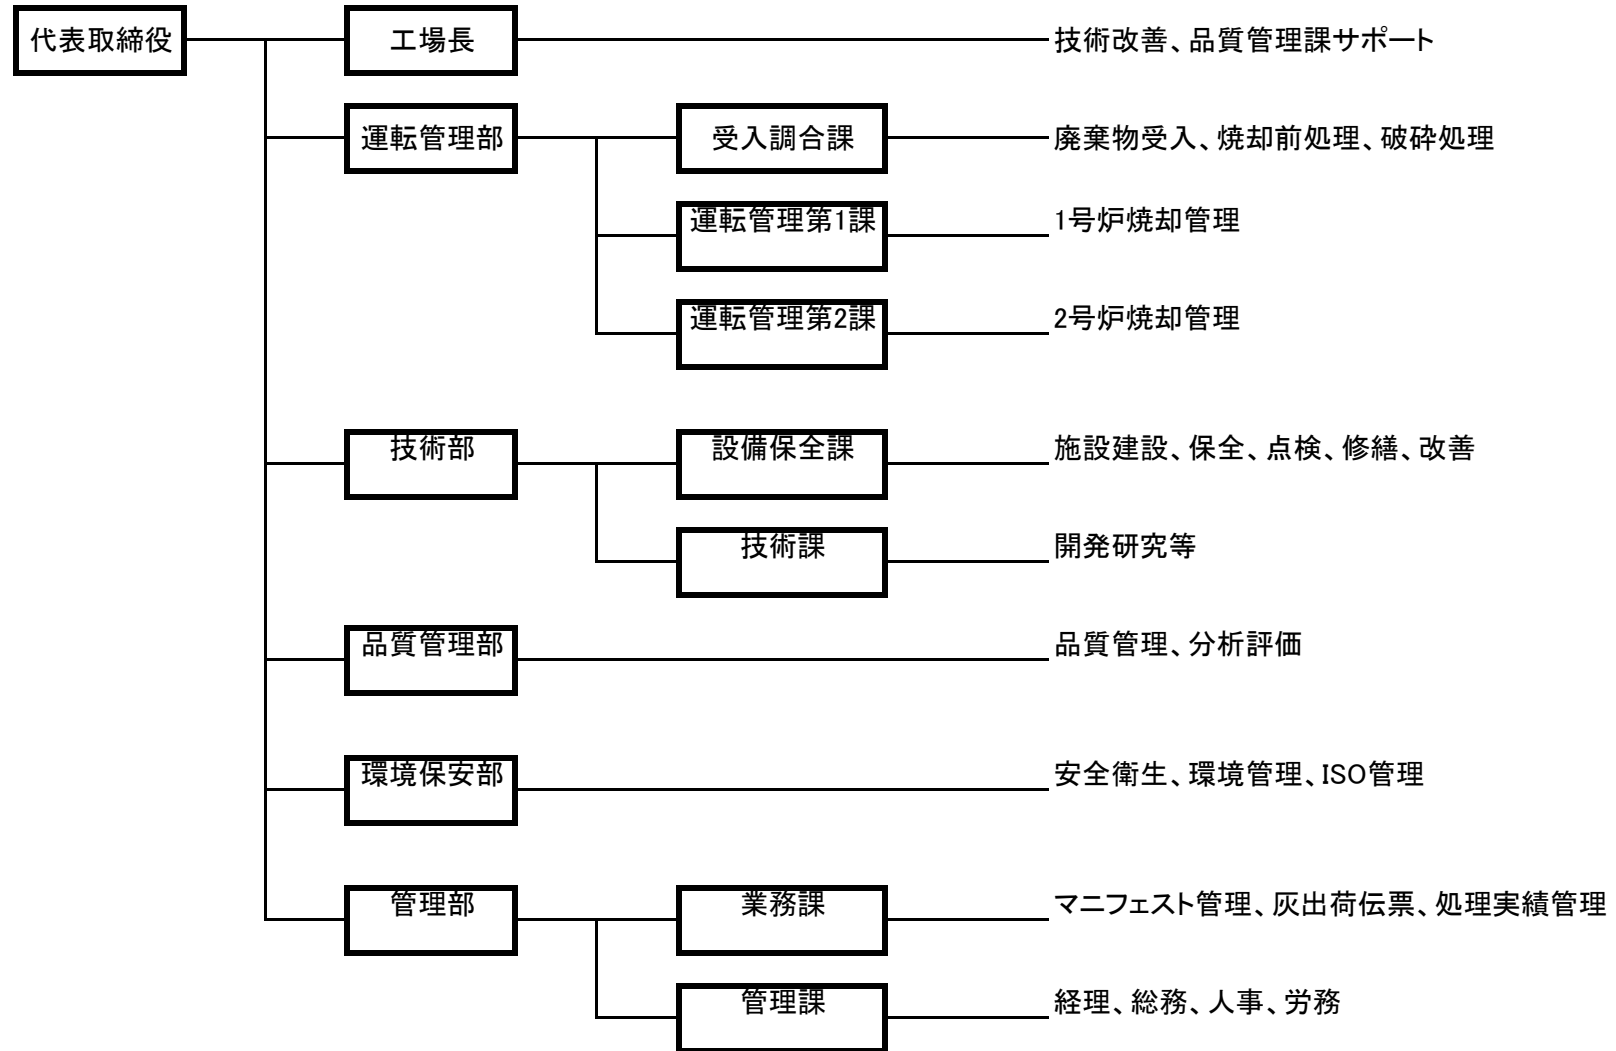 代表取締役
工場長
技術改善、品質管理課サポート
運転管理部
受入調合課
廃棄物受入、焼却前処理、破砕処理
運転管理第1課
1号炉焼却管理
運転管理第2課
2号炉焼却管理
技術部
設備保全課
施設建設、保全、点検、修繕、改善
技術課
開発研究等
品質管理部
品質管理、分析評価
環境保安部
安全衛生、環境管理、ISO管理
管理部
業務課
マニフェスト管理、灰出荷伝票、処理実績管理
管理課
経理、総務、人事、労務